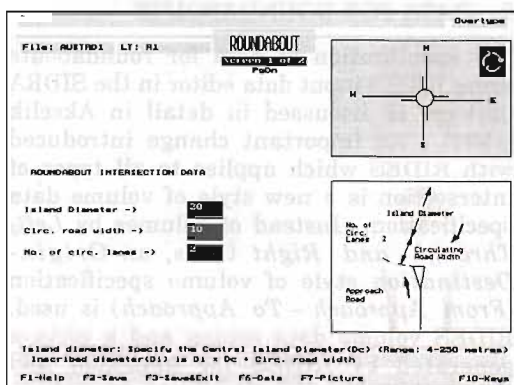 Overtype
File: AUSTRD1 LT: R1
ROUNDABOUT
Screen 1 of 2
PgDn
N
W
E
S
ROUNDABOUT INTERSECTION DATA
Island Diameter ->
20
Circ. road width ->
10
No. of circ. lanes ->
2
Island Diameter
No. of
Circ.
Lanes 2
Circulating
Road Width
Approach
Road
Island diameter: Specify the Central Island Diameter(Dc) (Range: 4-250 metres)
Inscribed diameter(Di) is Di = Dc + Circ. road width
F1-Help F2-Save F3-Save&Exit F6-Data F7-Picture F10-Keys